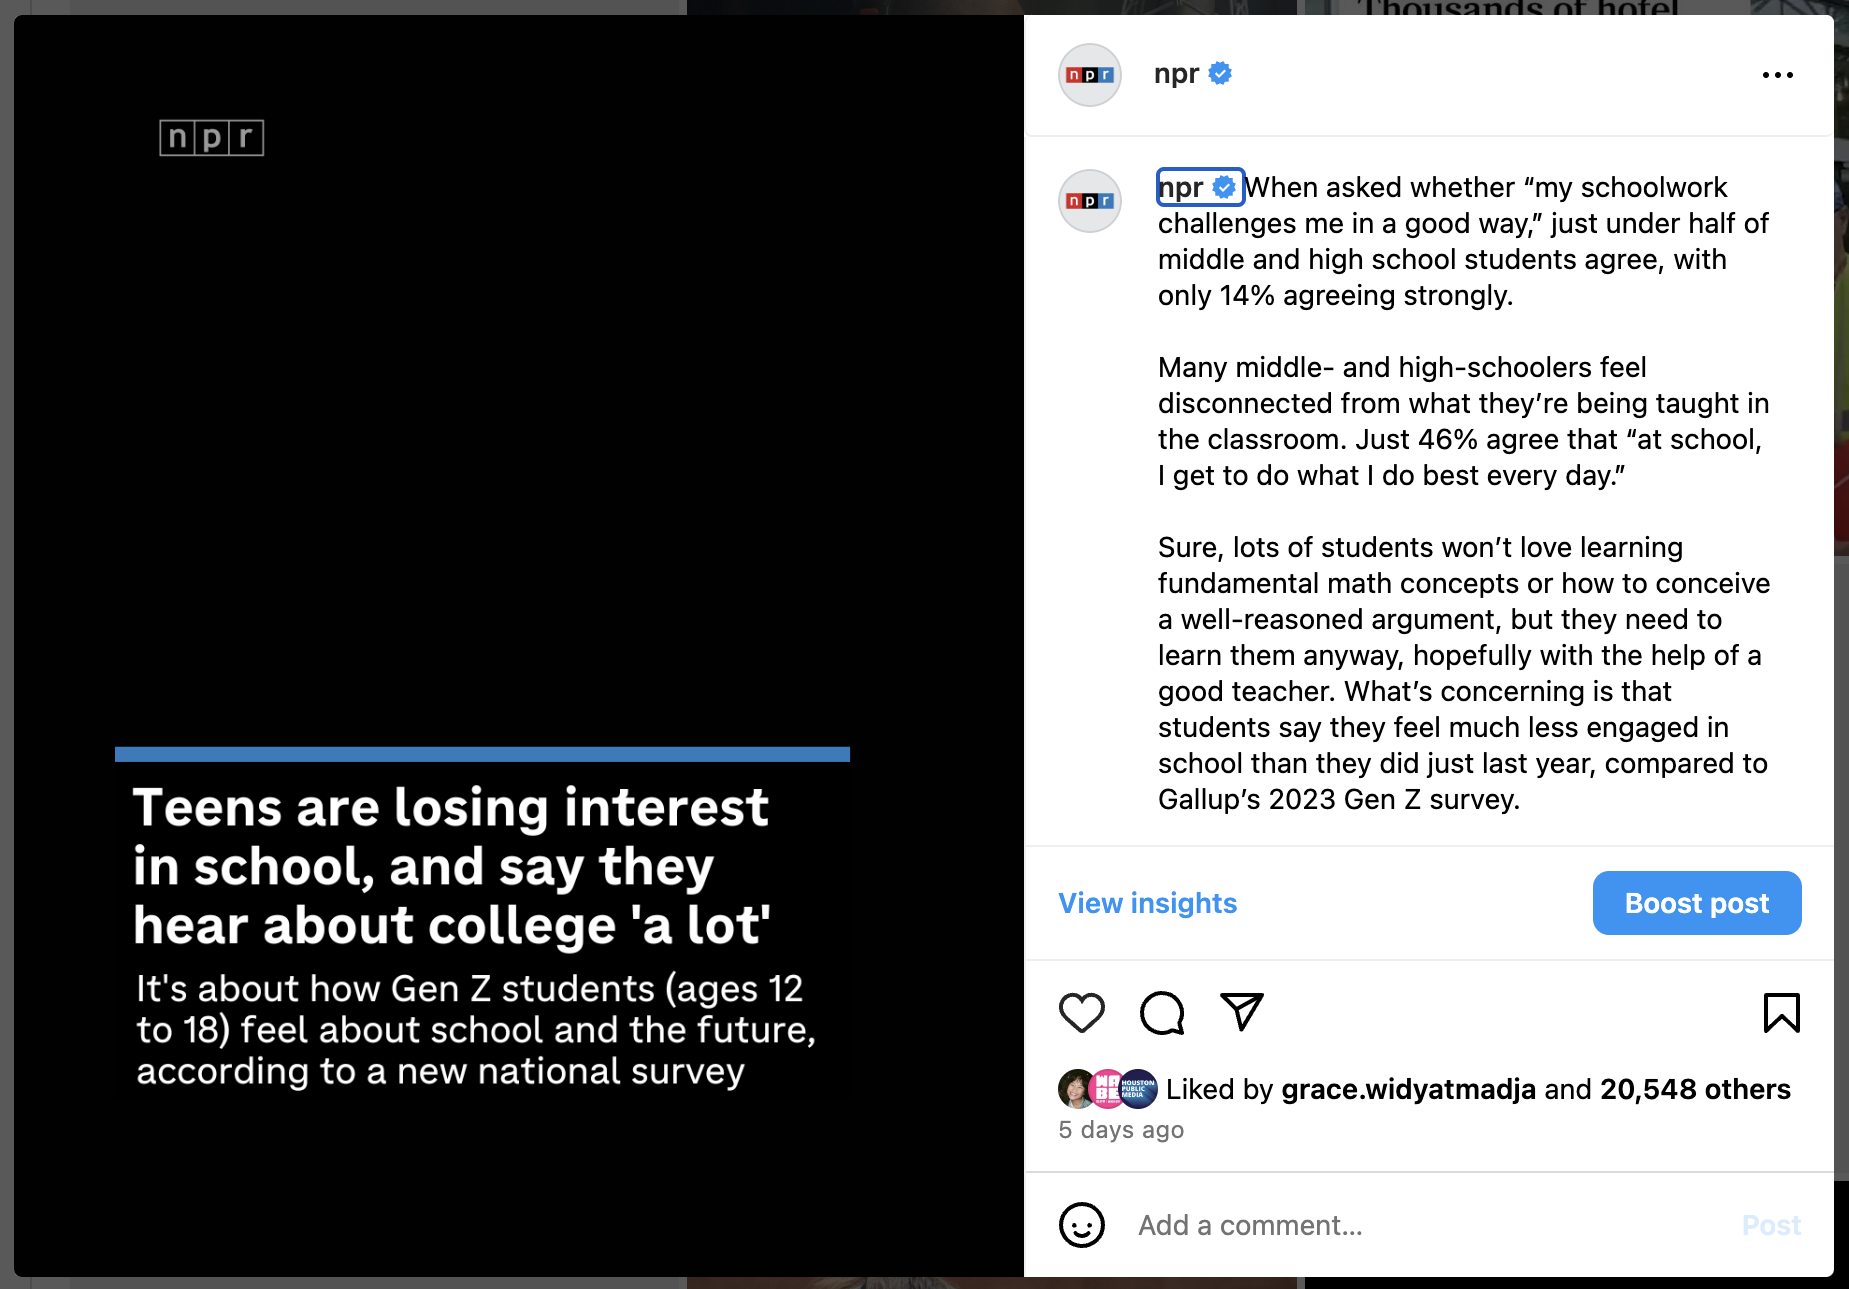 Thousands of hotel
npr
Teens are losing interest
in school, and say they
hear about college 'a lot'
It's about how Gen Z students (ages 12
to 18) feel about school and the future,
according to a new national survey
npr
npr
npr
npr When asked whether “my schoolwork
challenges me in a good way,” just under half of
middle and high school students agree, with
only 14% agreeing strongly.
Many middle- and high-schoolers feel
disconnected from what they’re being taught in
the classroom. Just 46% agree that “at school,
I get to do what I do best every day.”
Sure, lots of students won’t love learning
fundamental math concepts or how to conceive
a well-reasoned argument, but they need to
learn them anyway, hopefully with the help of a
good teacher. What’s concerning is that
students say they feel much less engaged in
school than they did just last year, compared to
Gallup’s 2023 Gen Z survey.
View insights
Boost post
WABE
HOUSTON
PUBLIC
MEDIA
Liked by grace.widyatmadja and 20,548 others
5 days ago
Add a comment...
Post